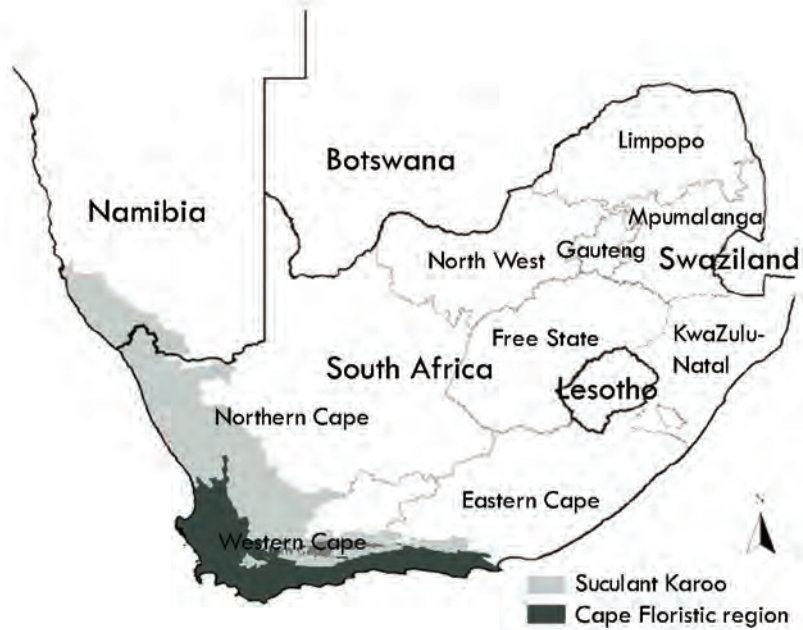 Limpopo
Botswana
Namibia
Mpumalanga
North West
Gauteng
Swaziland
Free State
KwaZulu-
Natal
South Africa
Lesotho
Northern Cape
Eastern Cape
Western Cape
N
Suculant Karoo
Cape Floristic region